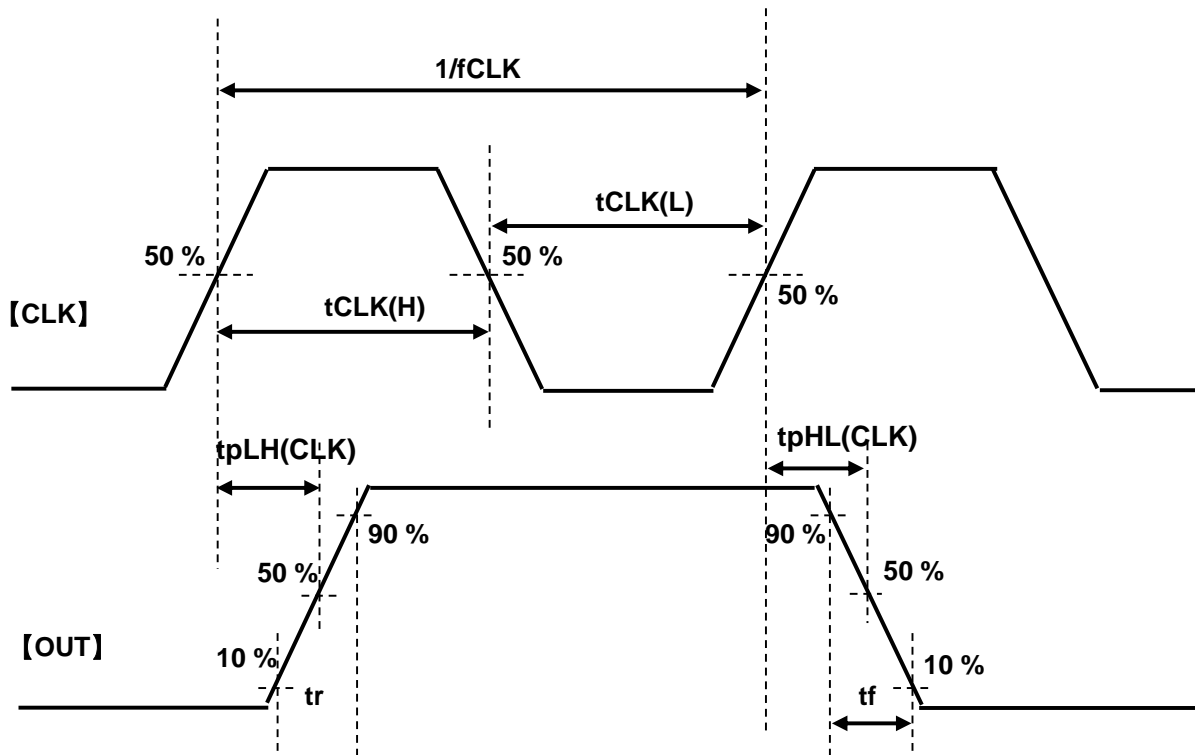 1/fCLK
tCLK(L)
50 %
50 %
50 %
【CLK】
tCLK(H)
tpLH(CLK)
tpHL(CLK)
90 %
90 %
50 %
50 %
【OUT】
10 %
10 %
tr
tf